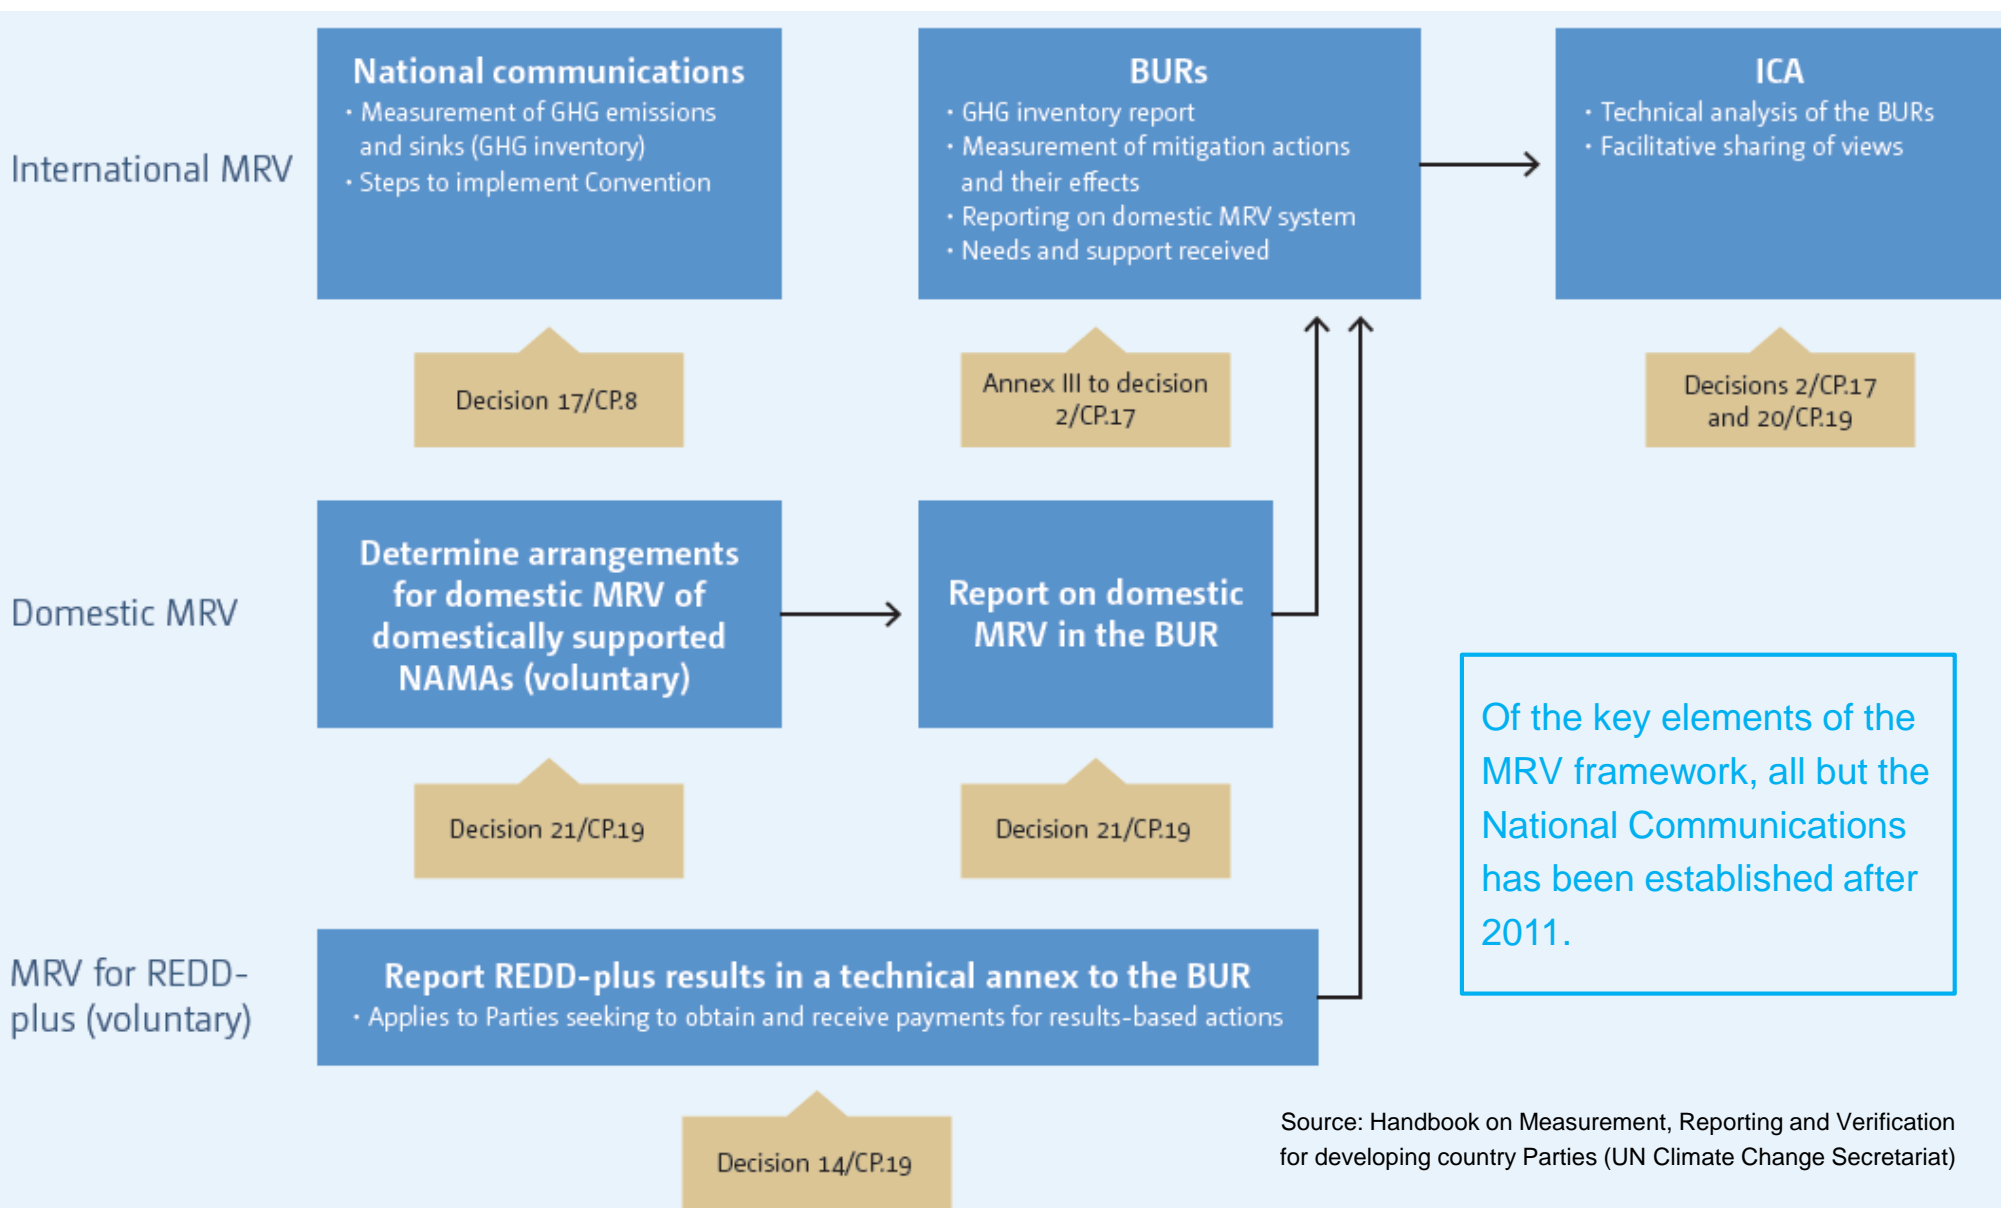 International MRV
National communications
· Measurement of GHG emissions
and sinks (GHG inventory)
· Steps to implement Convention
BURs
· GHG inventory report
· Measurement of mitigation actions
and their effects
· Reporting on domestic MRV system
· Needs and support received
ICA
· Technical analysis of the BURs
· Facilitative sharing of views
Decision 17/CP.8
Annex III to decision
2/CP.17
Decisions 2/CP.17
and 20/CP.19
Domestic MRV
Determine arrangements
for domestic MRV of
domestically supported
NAMAs (voluntary)
Report on domestic
MRV in the BUR
Decision 21/CP.19
Decision 21/CP.19
Of the key elements of the
MRV framework, all but the
National Communications
has been established after
2011.
MRV for REDD-
plus (voluntary)
Report REDD-plus results in a technical annex to the BUR
· Applies to Parties seeking to obtain and receive payments for results-based actions
Decision 14/CP.19
Source: Handbook on Measurement, Reporting and Verification
for developing country Parties (UN Climate Change Secretariat)